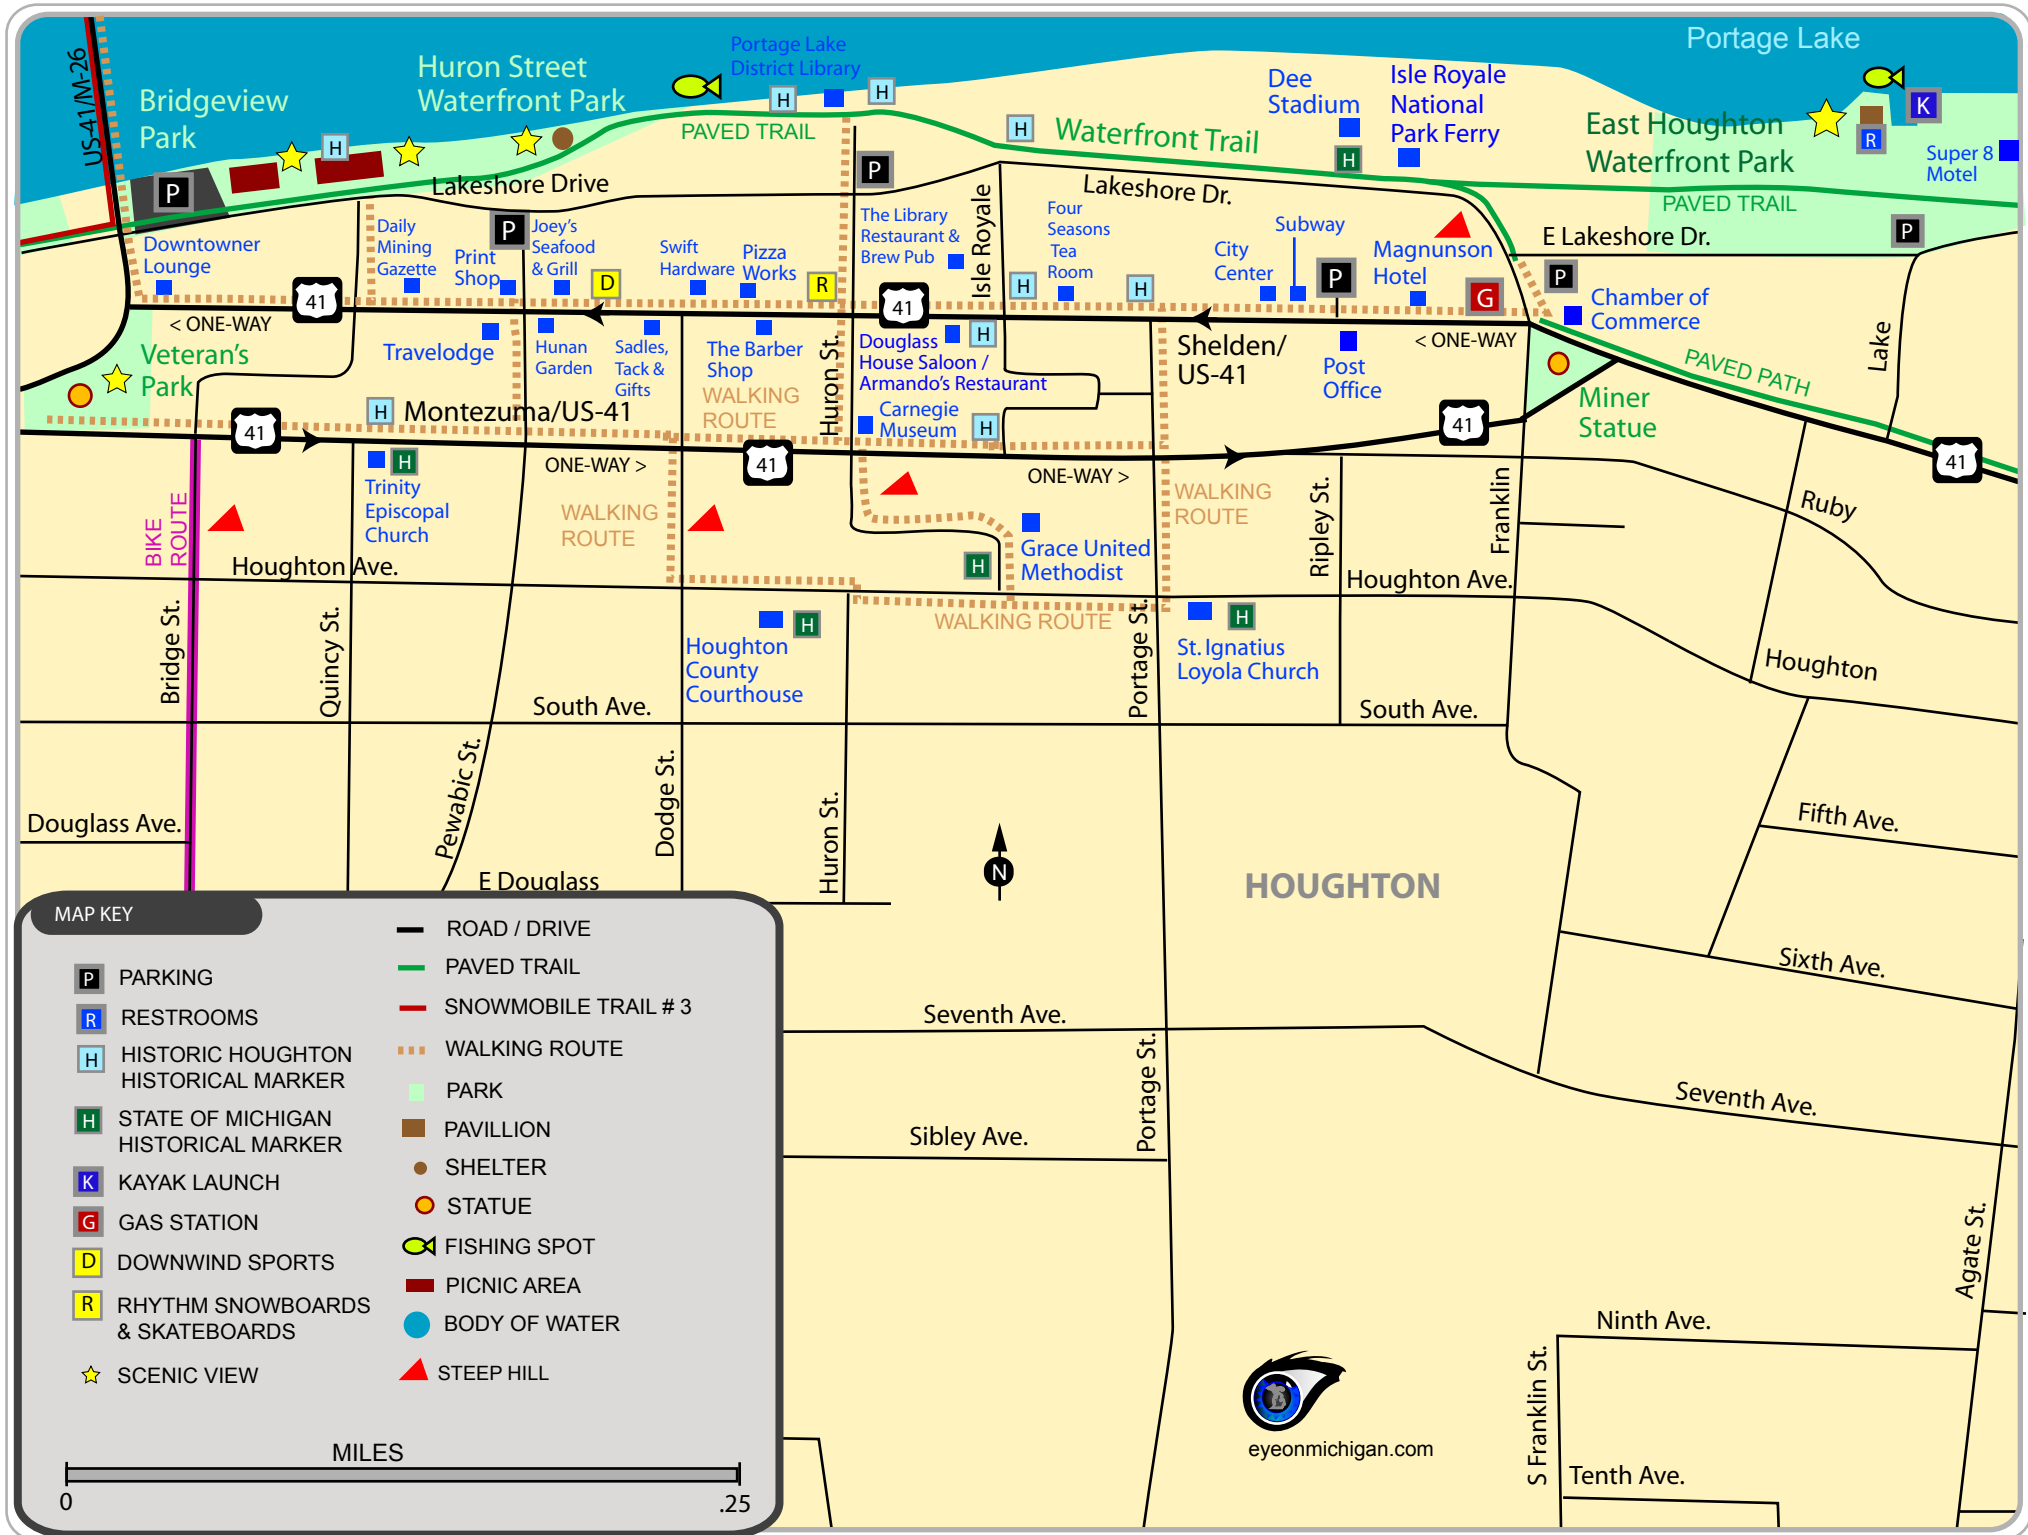 Portage Lake
US-41/M-26
Bridgeview
Park
Huron Street
Waterfront Park
Portage Lake
District Library
Dee
Stadium
Isle Royale
National
Park Ferry
East Houghton
Waterfront Park
Super 8
Motel
H
H
H
H
H
K
R
P
P
P
P
P
P
PAVED TRAIL
Waterfront Trail
PAVED TRAIL
Lakeshore Drive
Lakeshore Dr.
E Lakeshore Dr.
Downtowner
Lounge
Daily
Mining
Gazette
Print
Shop
Joey's
Seafood
& Grill
D
Swift
Hardware
Pizza
Works
R
The Library
Restaurant &
Brew Pub
Isle Royale
Four
Seasons
Tea
Room
H
H
City
Center
Subway
Magnunson
Hotel
G
Chamber of
Commerce
41
41
< ONE-WAY
< ONE-WAY
Veteran's
Park
Travelodge
Hunan
Garden
Sadles,
Tack &
Gifts
The Barber
Shop
WALKING
ROUTE
Huron St.
Douglass
House Saloon /
Armando's Restaurant
H
Carnegie
Museum
H
Shelden/
US-41
Post
Office
Miner
Statue
PAVED PATH
Lake
H
Montezuma/US-41
41
41
41
41
ONE-WAY >
ONE-WAY >
H
Trinity
Episcopal
Church
BIKE
ROUTE
WALKING
ROUTE
WALKING
ROUTE
Grace United
Methodist
H
Ripley St.
Franklin
Ruby
Houghton Ave.
Houghton Ave.
WALKING ROUTE
Houghton
County
Courthouse
H
St. Ignatius
Loyola Church
H
Houghton
Bridge St.
Quincy St.
Portage St.
South Ave.
South Ave.
Pewabic St.
Dodge St.
Huron St.
Douglass Ave.
E Douglass
N
HOUGHTON
Fifth Ave.
Sixth Ave.
Seventh Ave.
Seventh Ave.
Portage St.
Sibley Ave.
Agate St.
Ninth Ave.
S Franklin St.
Tenth Ave.
eyeonmichigan.com
MAP KEY
P PARKING
R RESTROOMS
H HISTORIC HOUGHTON
HISTORICAL MARKER
H STATE OF MICHIGAN
HISTORICAL MARKER
K KAYAK LAUNCH
G GAS STATION
D DOWNWIND SPORTS
R RHYTHM SNOWBOARDS
& SKATEBOARDS
SCENIC VIEW
ROAD / DRIVE
PAVED TRAIL
SNOWMOBILE TRAIL # 3
WALKING ROUTE
PARK
PAVILLION
SHELTER
STATUE
FISHING SPOT
PICNIC AREA
BODY OF WATER
STEEP HILL
MILES
0 .25